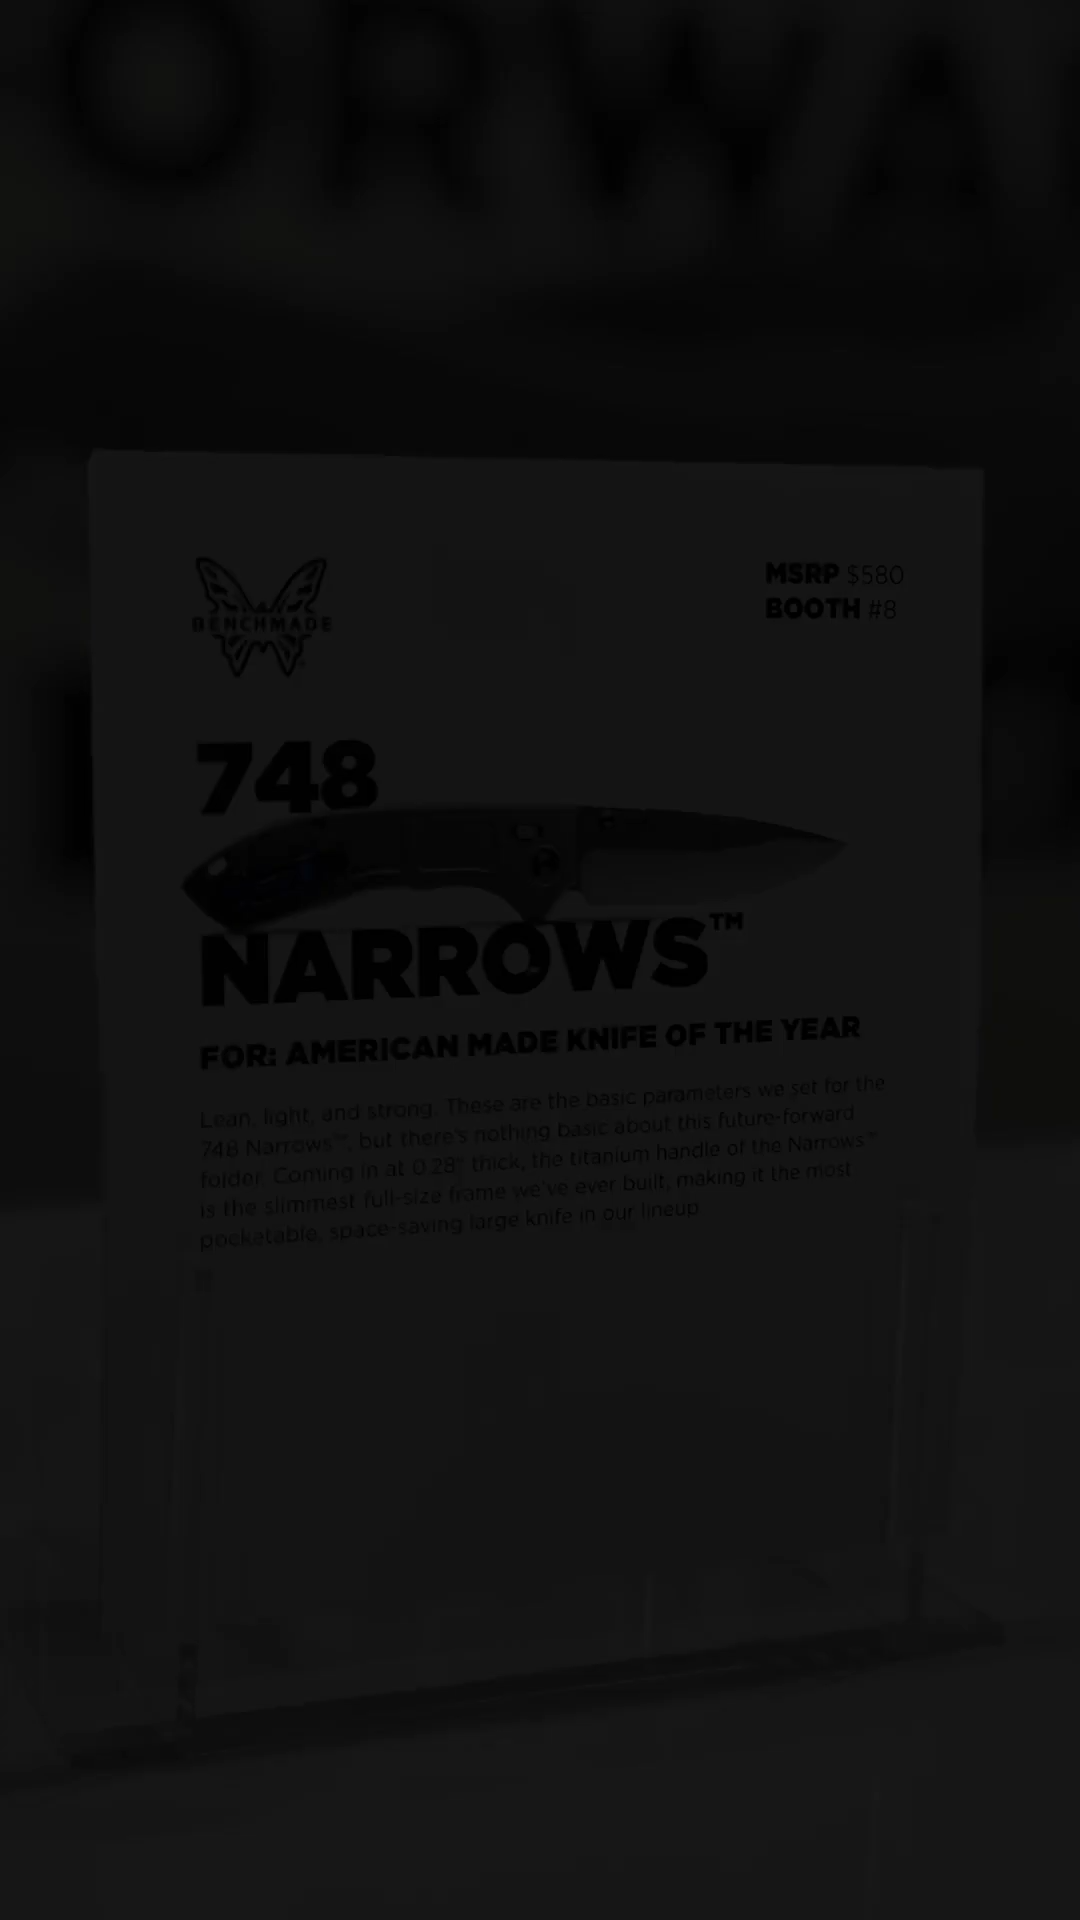 ORWA
BENCHMADE
MSRP $580
BOOTH #8
748
NARROWS™
FOR: AMERICAN MADE KNIFE OF THE YEAR
Lean, light, and strong. These are the basic parameters we set for the
748 Narrows™, but there's nothing basic about this future-forward
folder. Coming in at 0.28" thick, the titanium handle of the Narrows™
is the slimmest full-size frame we've ever built, making it the most
pocketable, space-saving large knife in our lineup.